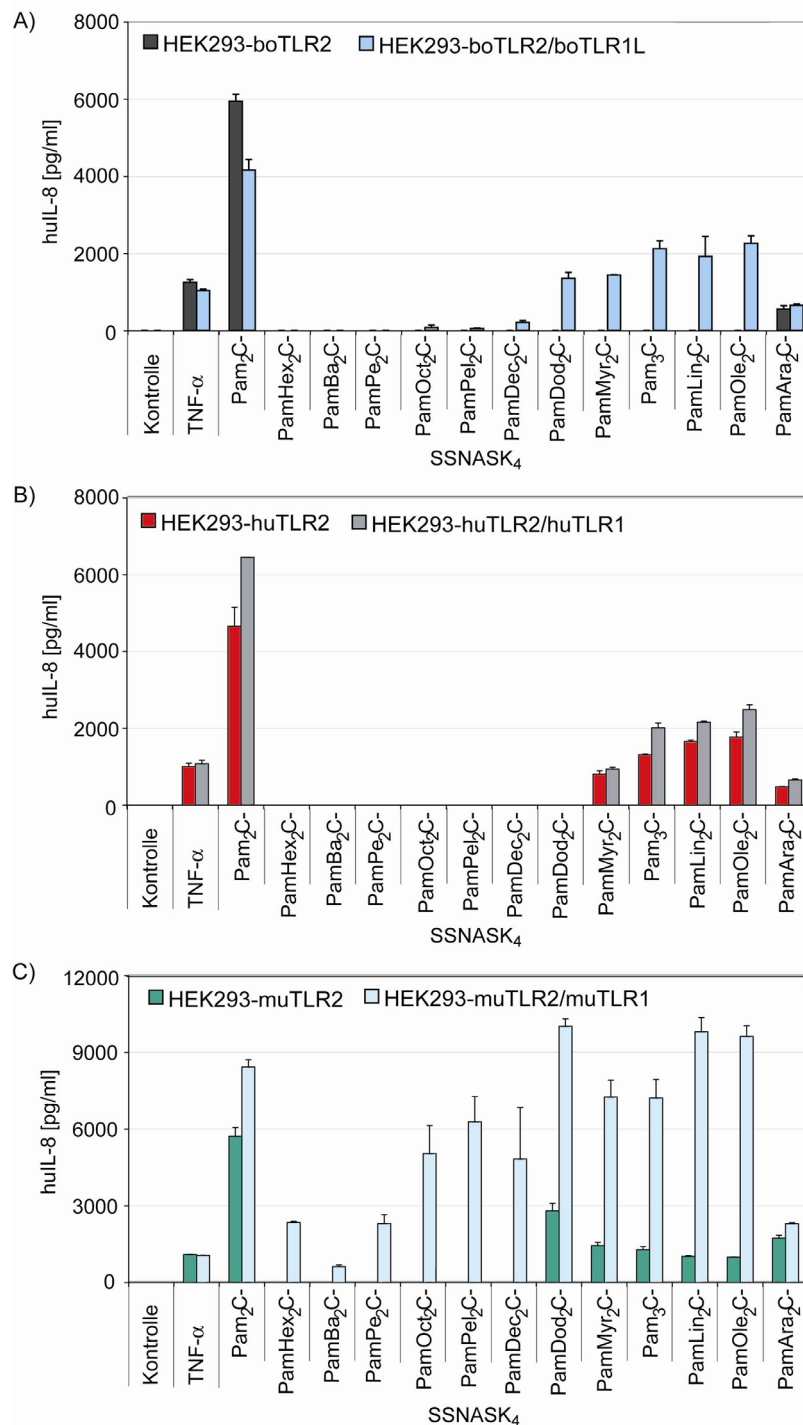 A)
8000
HEK293-boTLR2 HEK293-boTLR2/boTLR1L
6000
4000
2000
0
huIL-8 [pg/ml]
Kontrolle
TNF-α
Pam₂C-
PamHex₂C-
PamBa₂C-
PamPe₂C-
PamOct₂C-
PamPel₂C-
PamDec₂C-
PamDod₂C-
PamMyr₂C-
Pam₃C-
PamLin₂C-
PamOle₂C-
PamAra₂C-
SSNASK₄
B)
8000
HEK293-huTLR2 HEK293-huTLR2/huTLR1
6000
4000
2000
0
huIL-8 [pg/ml]
Kontrolle
TNF-α
Pam₂C-
PamHex₂C-
PamBa₂C-
PamPe₂C-
PamOct₂C-
PamPel₂C-
PamDec₂C-
PamDod₂C-
PamMyr₂C-
Pam₃C-
PamLin₂C-
PamOle₂C-
PamAra₂C-
SSNASK₄
C)
12000
HEK293-muTLR2 HEK293-muTLR2/muTLR1
9000
6000
3000
0
huIL-8 [pg/ml]
Kontrolle
TNF-α
Pam₂C-
PamHex₂C-
PamBa₂C-
PamPe₂C-
PamOct₂C-
PamPel₂C-
PamDec₂C-
PamDod₂C-
PamMyr₂C-
Pam₃C-
PamLin₂C-
PamOle₂C-
PamAra₂C-
SSNASK₄